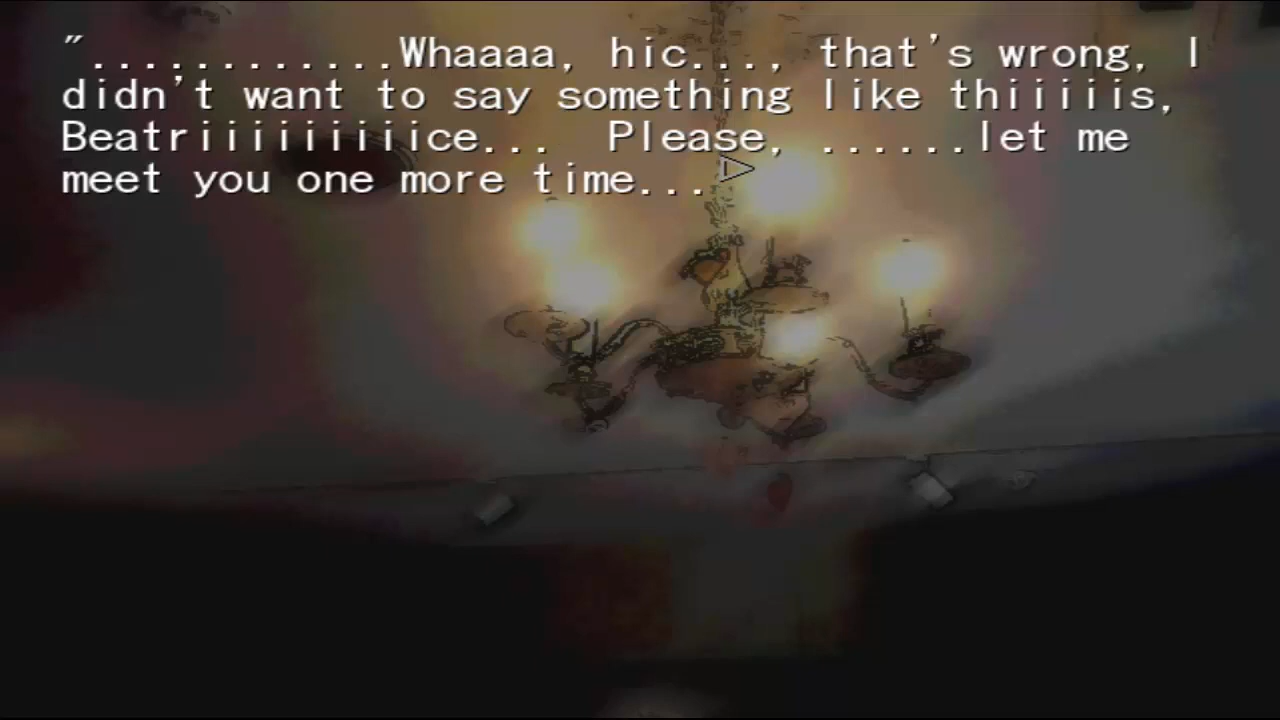 "............Whaaaa, hic..., that's wrong, I
didn't want to say something like thiiiiis,
Beatriiiiiiiiiice...  Please, ......let me
meet you one more time...